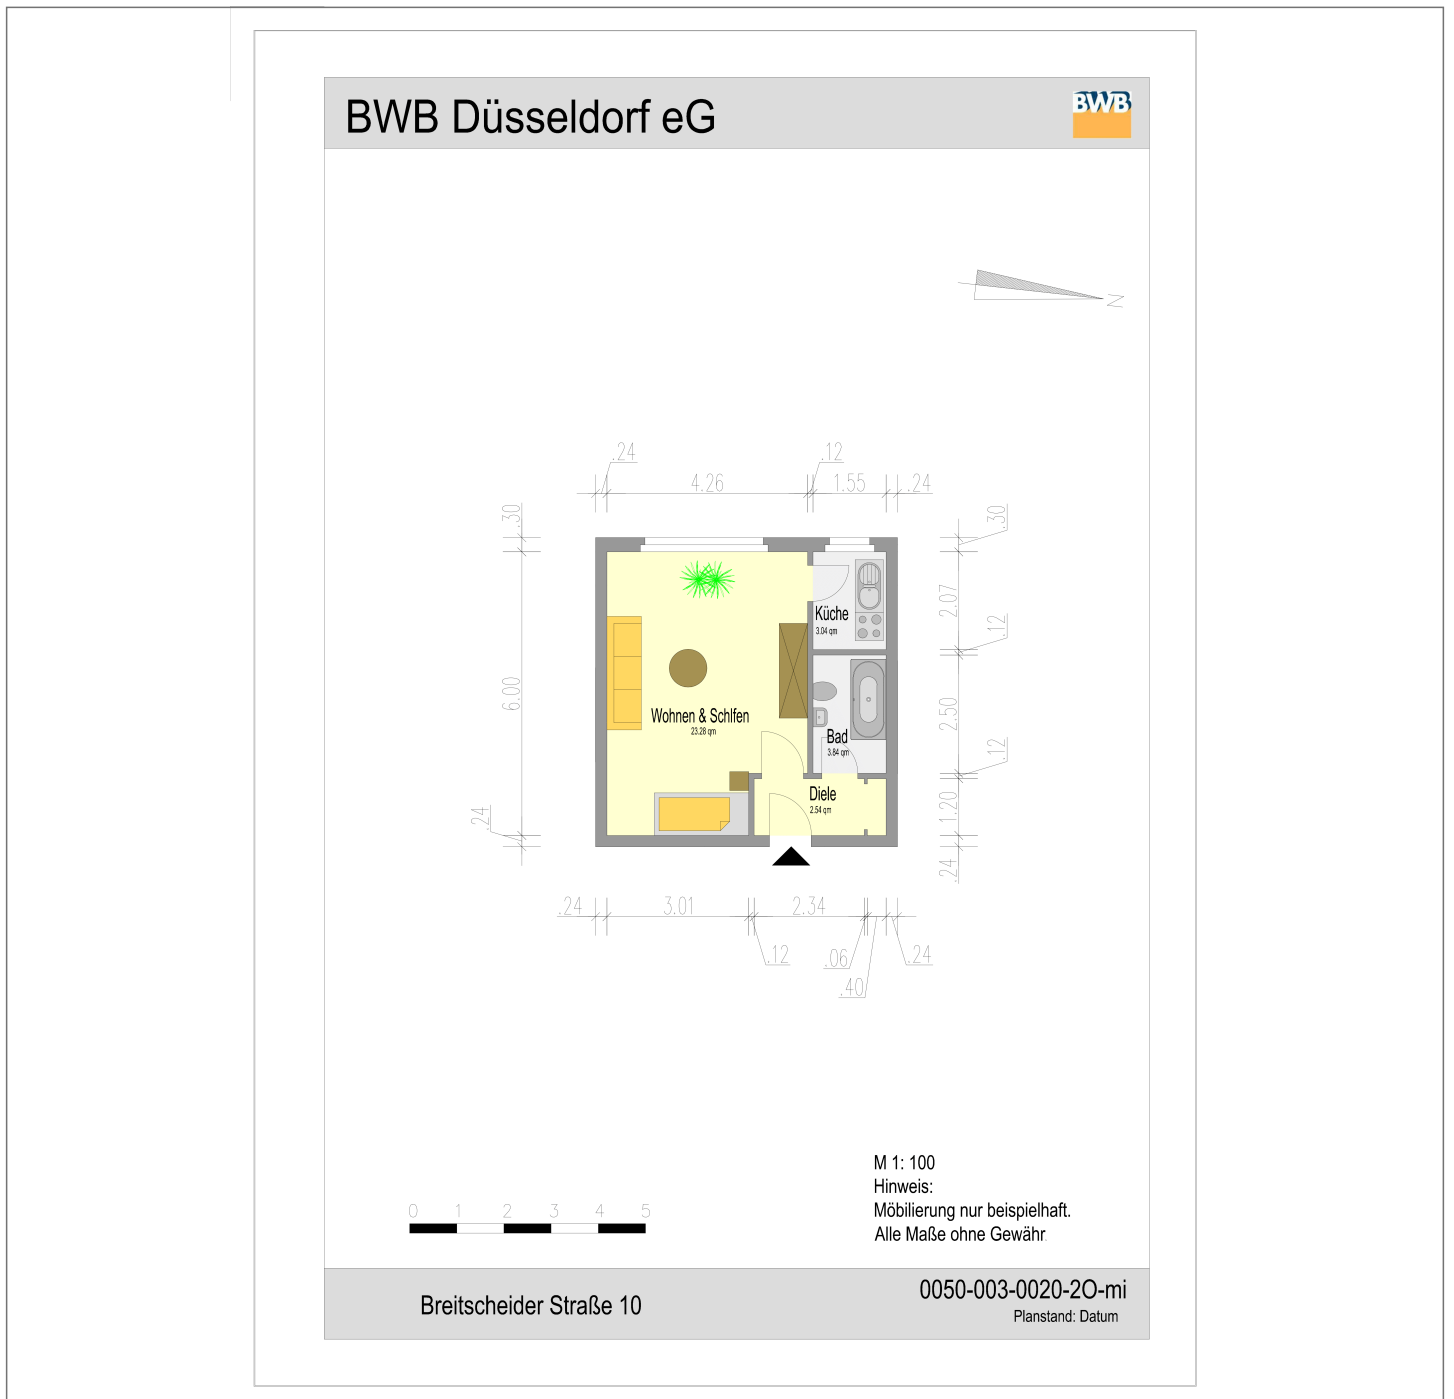 BWB Düsseldorf eG
BWB
N
.24
.12
4.26
1.55
.24
.30
.30
6.00
.24
2.07
.12
2.50
.12
1.20
.24
Küche
3.04 qm
Wohnen & Schlfen
23.28 qm
Bad
3.84 qm
Diele
2.54 qm
.24
3.01
2.34
.12
.06
.24
.40
M 1: 100
Hinweis:
Möbilierung nur beispielhaft.
Alle Maße ohne Gewähr
0 1 2 3 4 5
Breitscheider Straße 10
0050-003-0020-2O-mi
Planstand: Datum